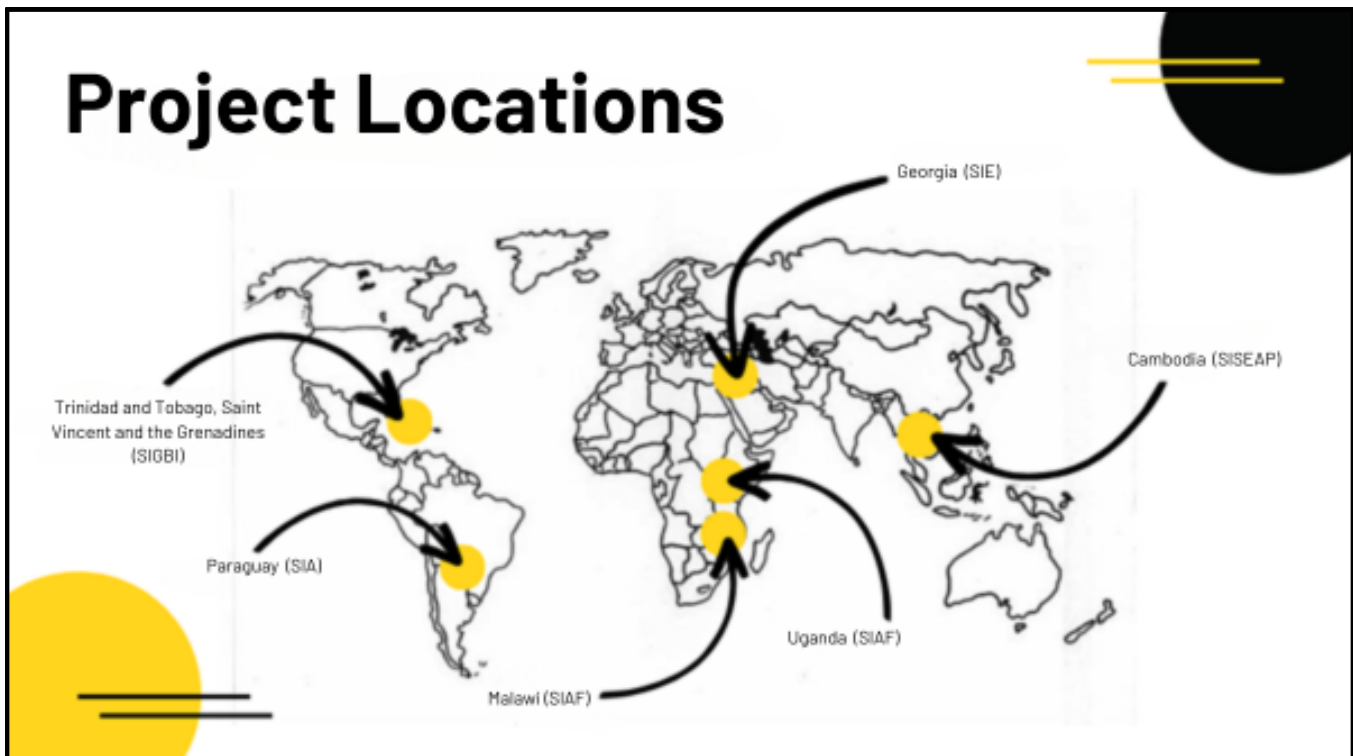 Project Locations
Georgia (SIE)
Cambodia (SISEAP)
Trinidad and Tobago, Saint
Vincent and the Grenadines
(SIGBI)
Paraguay (SIA)
Uganda (SIAF)
Malawi (SIAF)